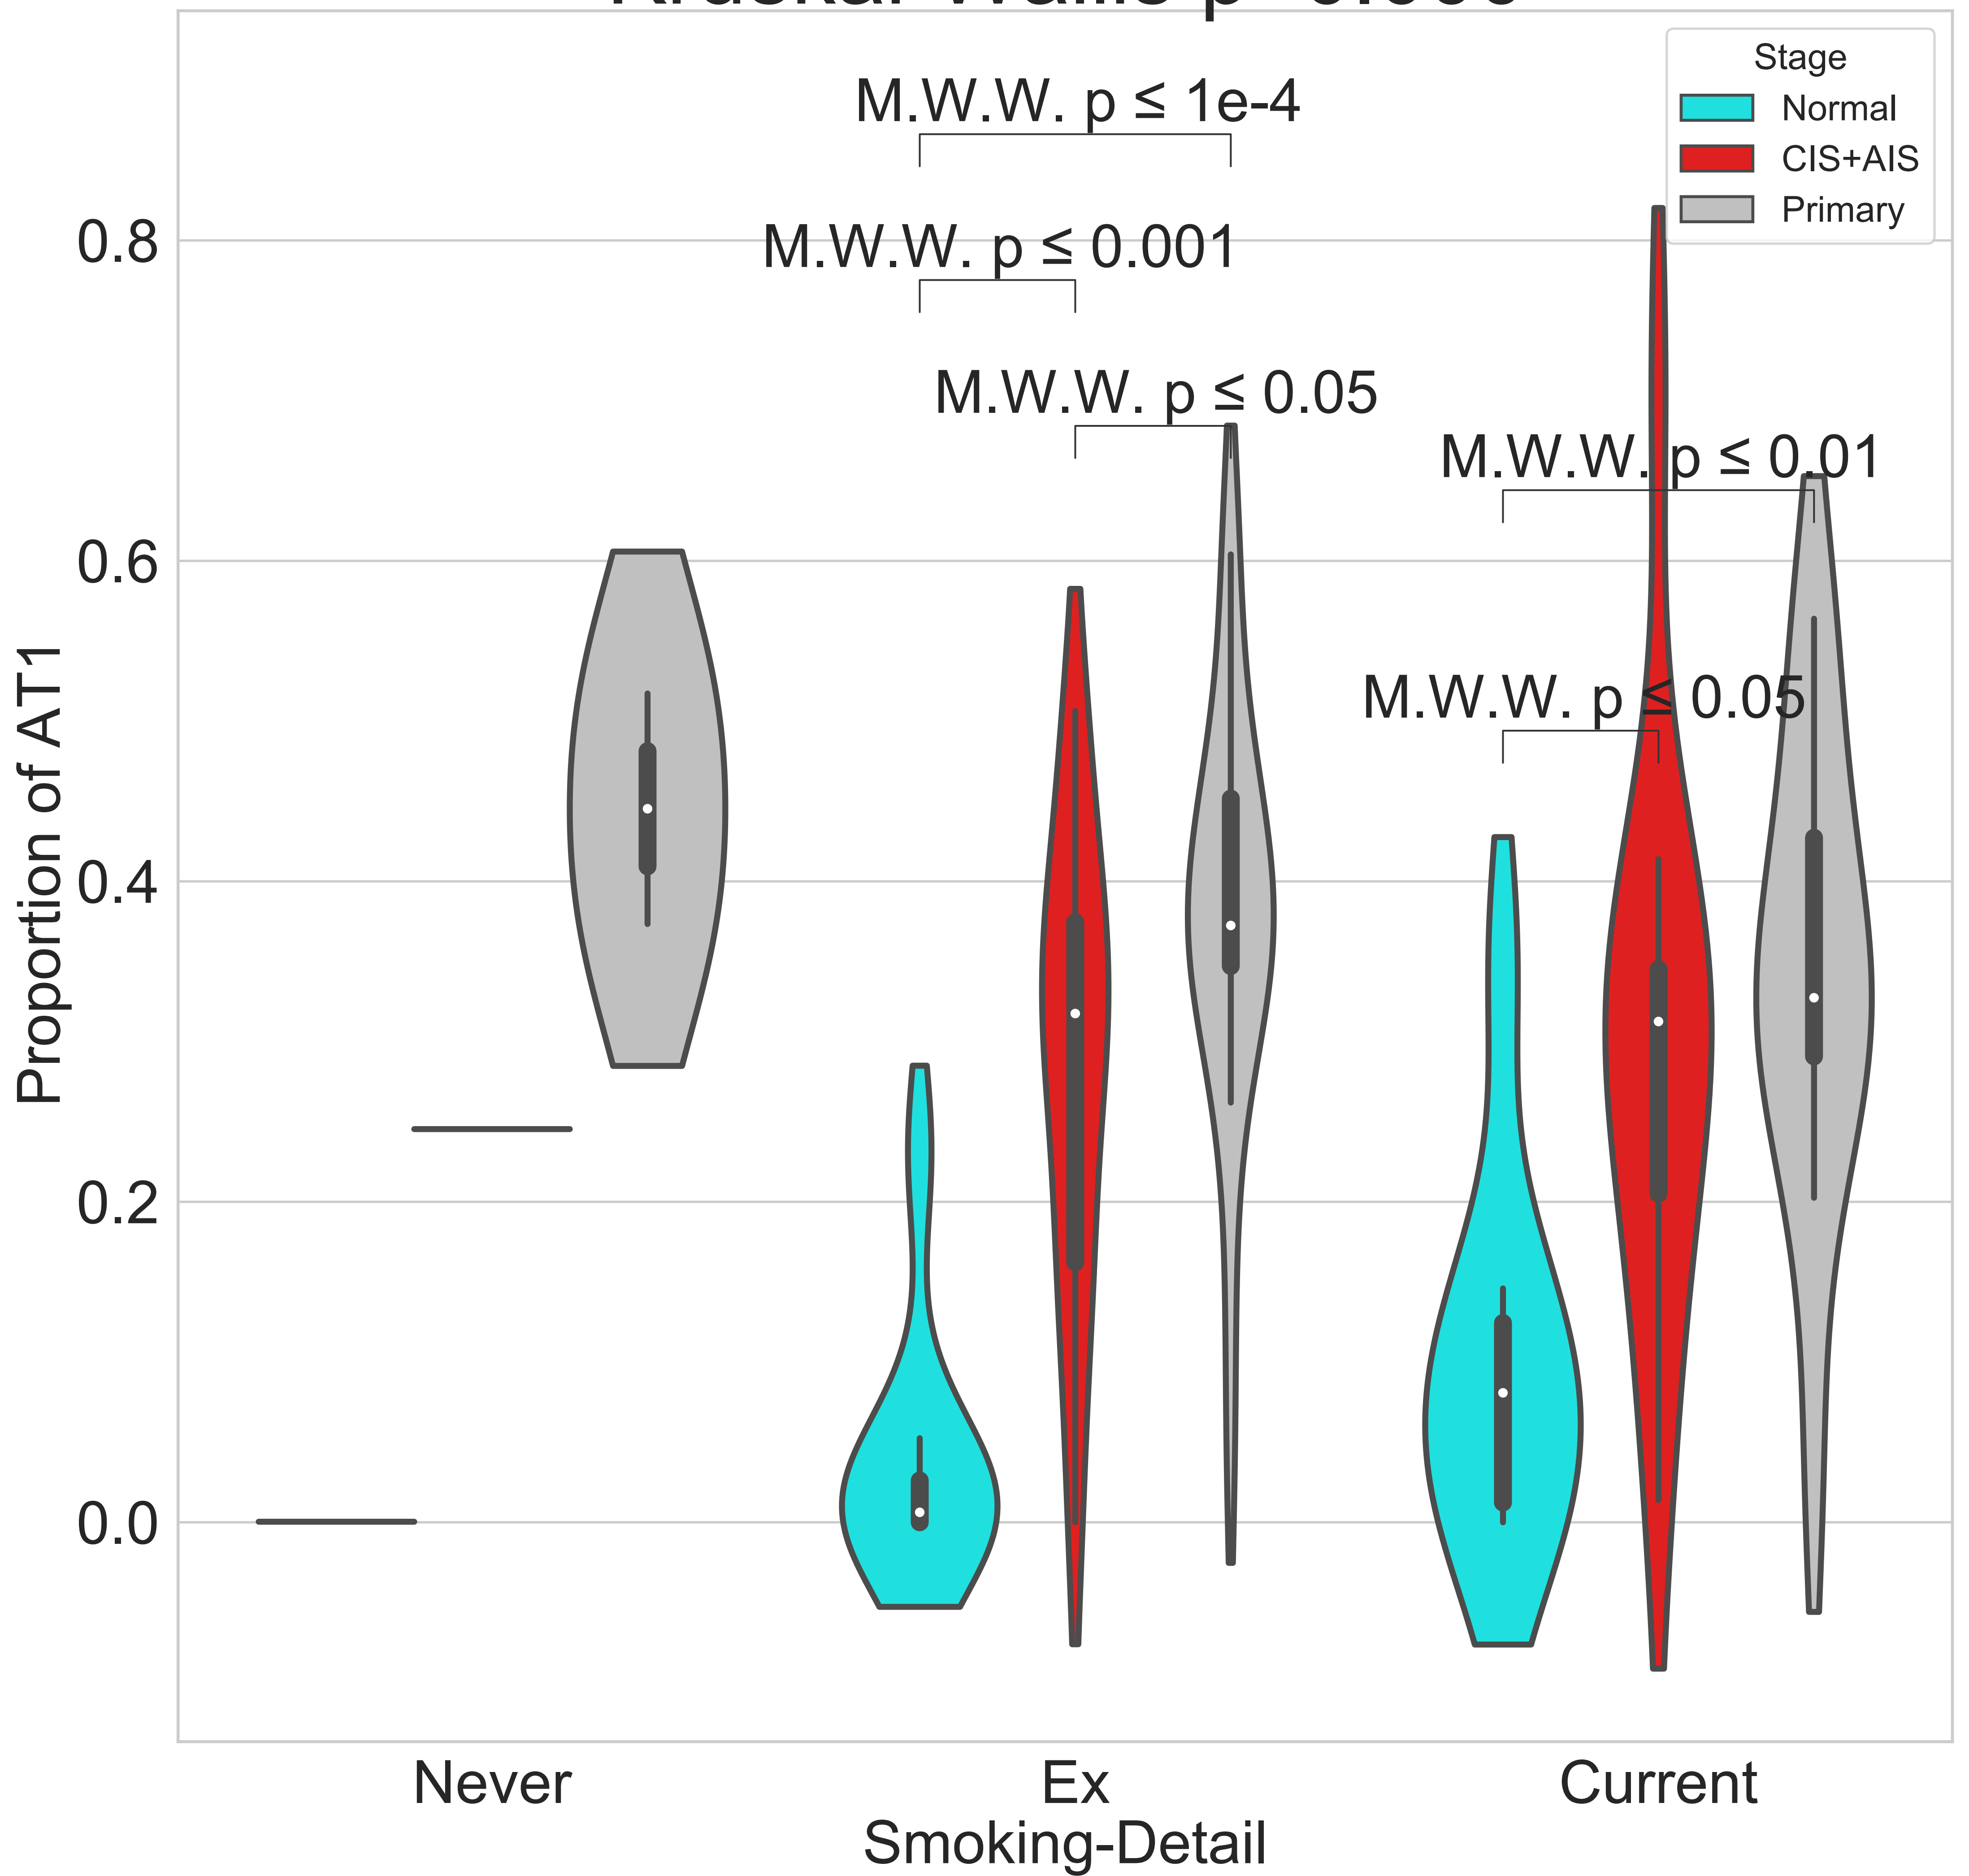 Stage
Normal
CIS+AIS
Primary
M.W.W. p ≤ 1e-4
M.W.W. p ≤ 0.001
M.W.W. p ≤ 0.05
M.W.W. p ≤ 0.01
M.W.W. p ≤ 0.05
Proportion of AT1
0.8
0.6
0.4
0.2
0.0
Never
Ex
Current
Smoking-Detail